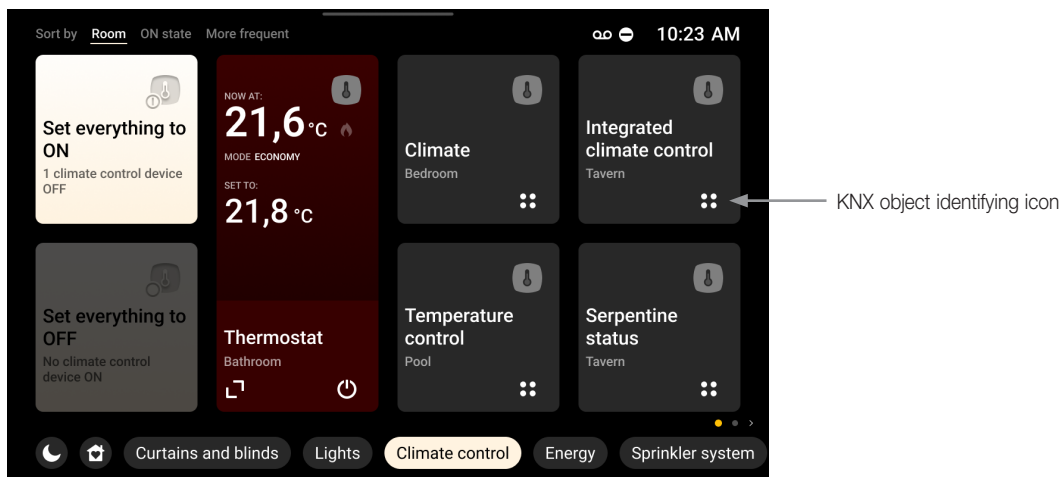 Sort by Room ON state More frequent
10:23 AM
Set everything to
ON
1 climate control device
OFF
NOW AT:
21,6 °C
MODE ECONOMY
SET TO:
21,8 °C
Thermostat
Bathroom
Climate
Bedroom
Integrated
climate control
Tavern
KNX object identifying icon
Set everything to
OFF
No climate control
device ON
Temperature
control
Pool
Serpentine
status
Tavern
Curtains and blinds Lights Climate control Energy Sprinkler system